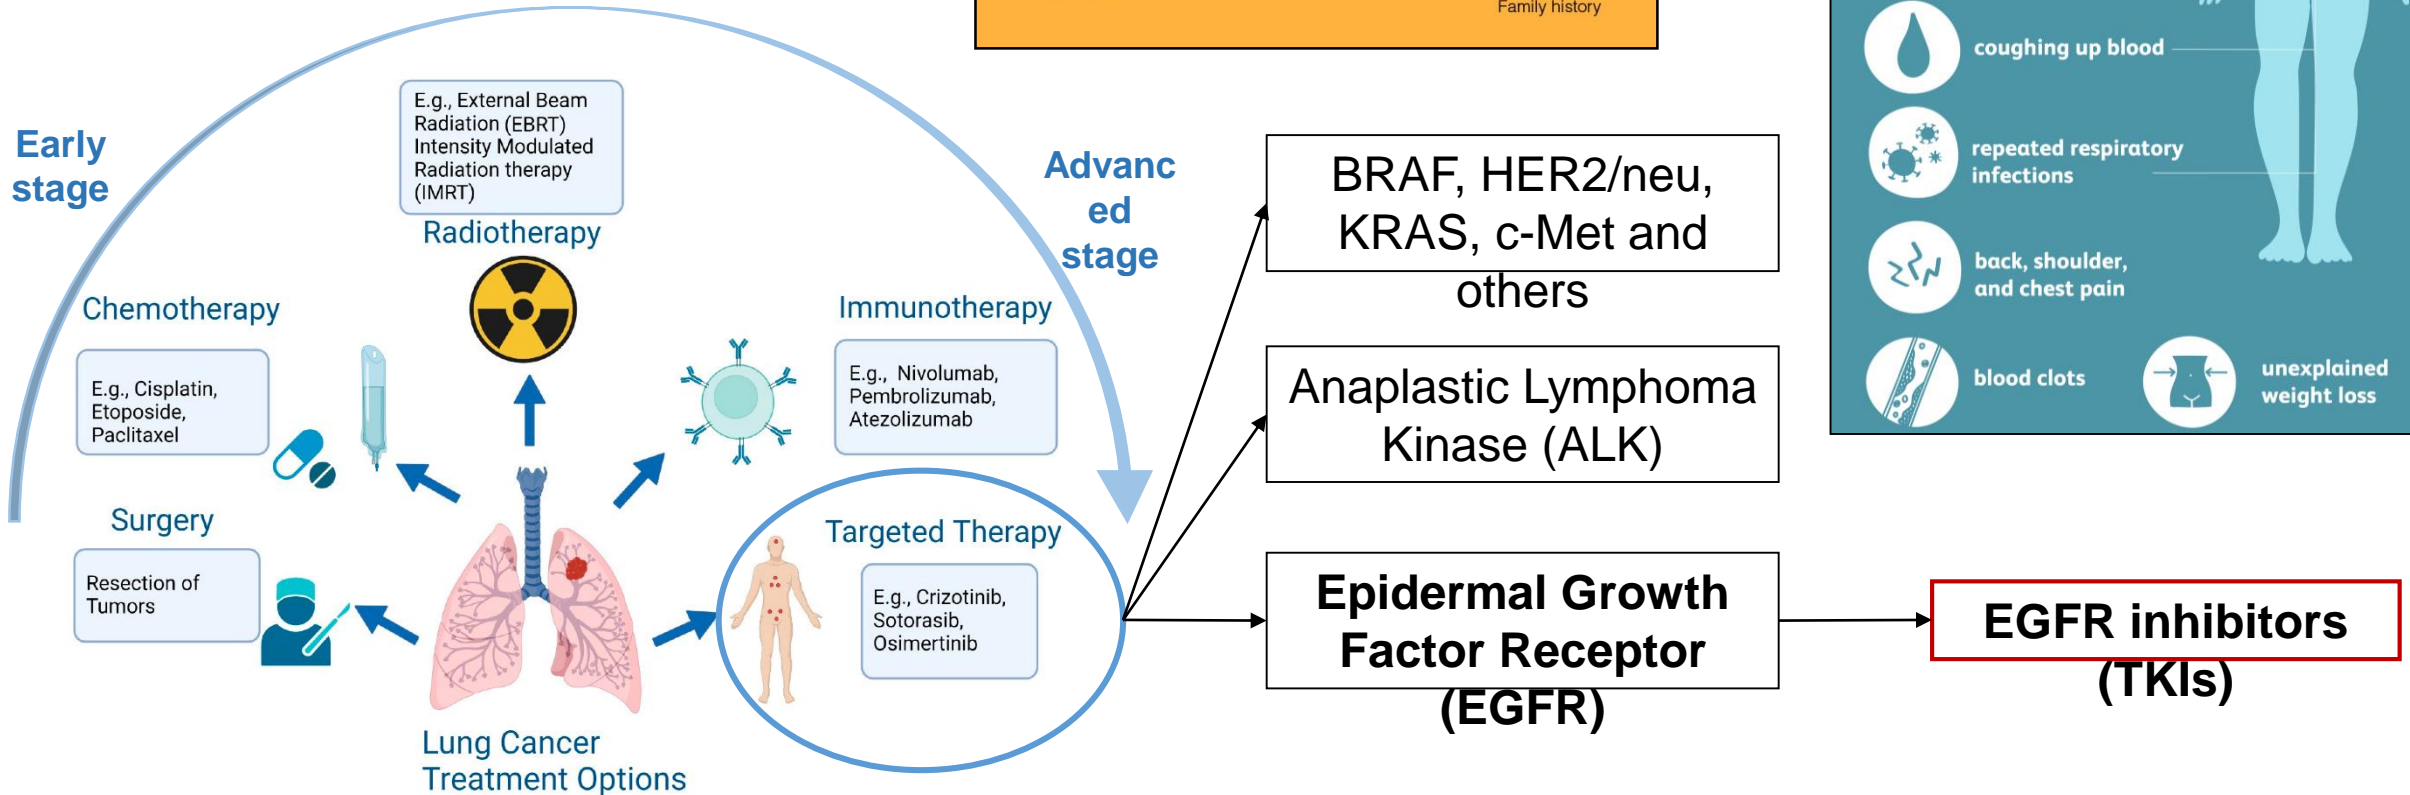 Family history
coughing up blood
repeated respiratory
infections
back, shoulder,
and chest pain
blood clots
unexplained
weight loss
Early
stage
Advanc
ed
stage
E.g., External Beam
Radiation (EBRT)
Intensity Modulated
Radiation therapy
(IMRT)
Radiotherapy
Chemotherapy
E.g., Cisplatin,
Etoposide,
Paclitaxel
Immunotherapy
E.g., Nivolumab,
Pembrolizumab,
Atezolizumab
Surgery
Resection of
Tumors
Targeted Therapy
E.g., Crizotinib,
Sotorasib,
Osimertinib
Lung Cancer
Treatment Options
BRAF, HER2/neu,
KRAS, c-Met and
others
Anaplastic Lymphoma
Kinase (ALK)
Epidermal Growth
Factor Receptor
(EGFR)
EGFR inhibitors
(TKIs)